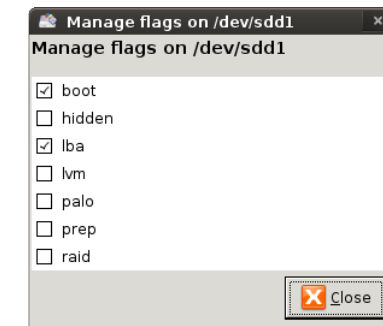 Manage flags on /dev/sdd1
Manage flags on /dev/sdd1
boot
hidden
lba
lvm
palo
prep
raid
Close